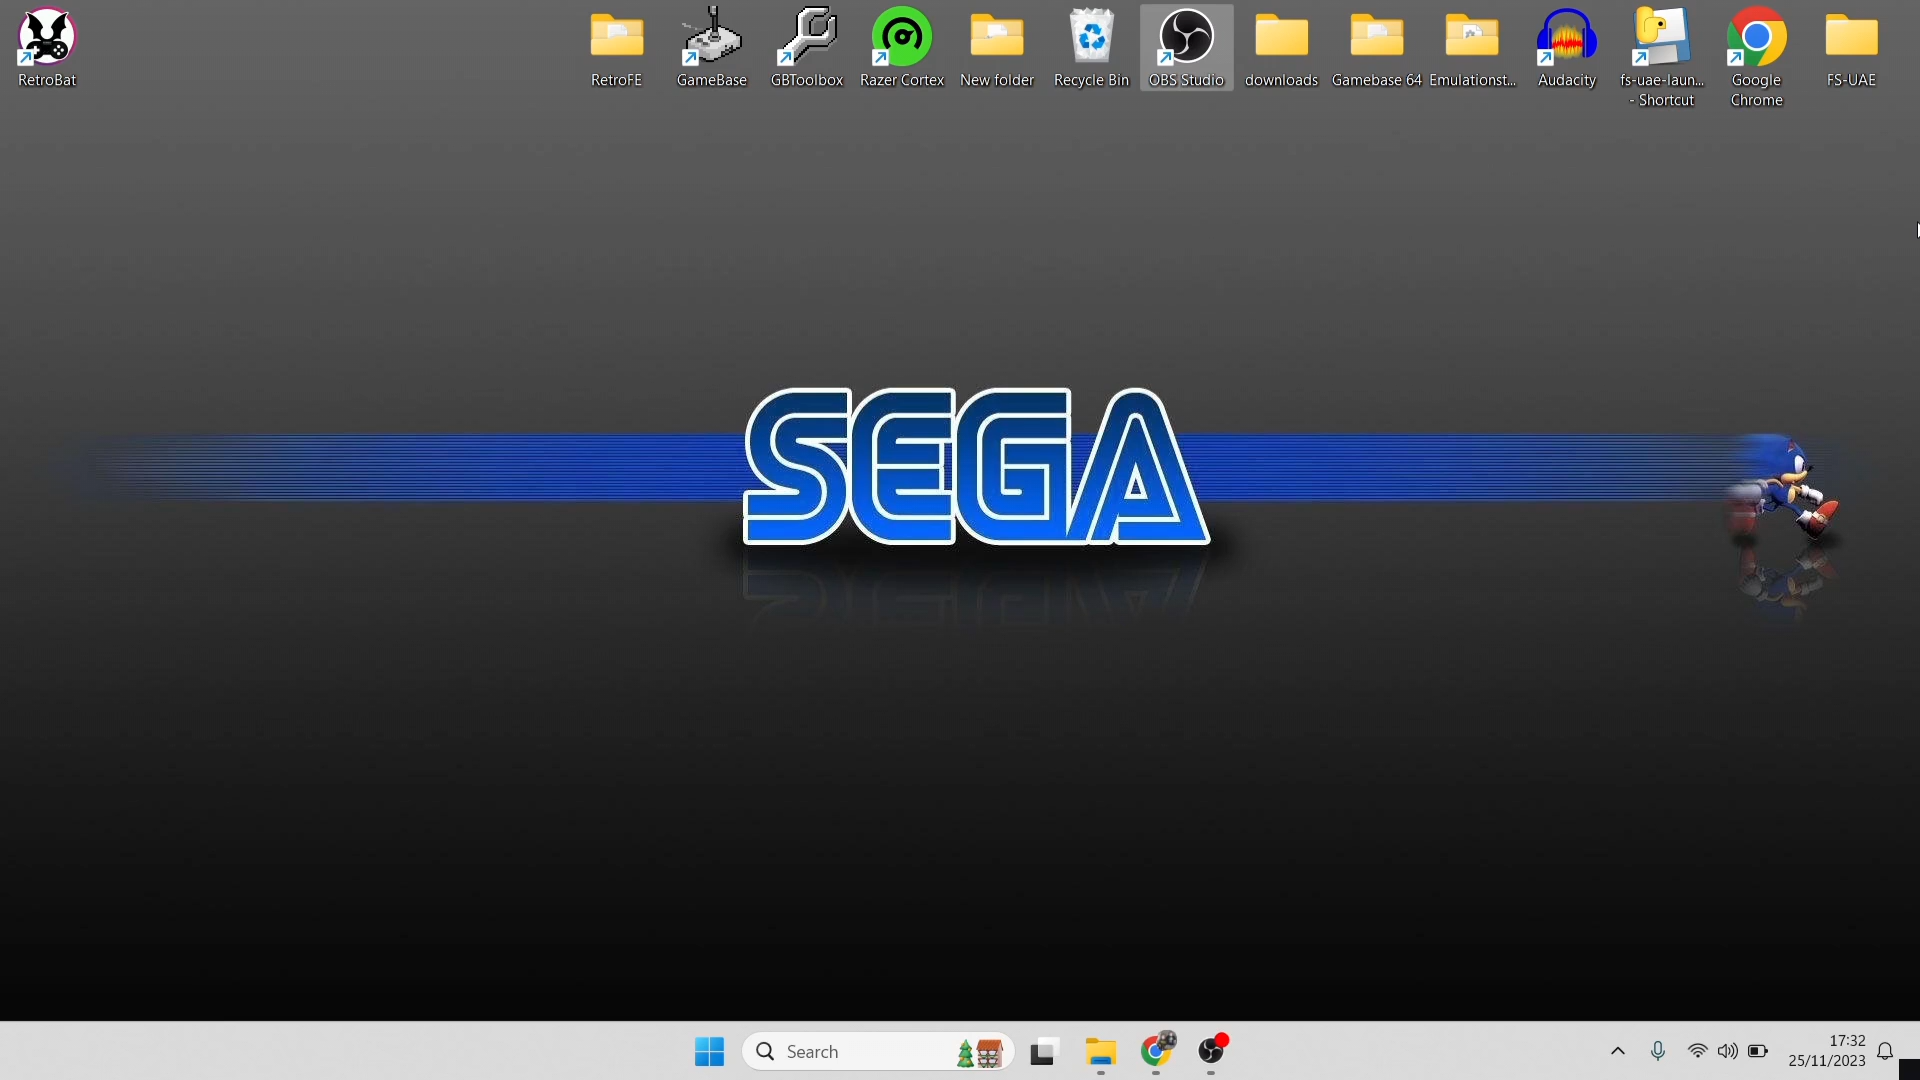 RetroBat
RetroFE
GameBase
GBToolbox
Razer Cortex
New folder
Recycle Bin
OBS Studio
downloads
Gamebase 64
Emulationst...
Audacity
fs-uae-laun...
- Shortcut
Google
Chrome
FS-UAE
SEGA
Search
17:32
25/11/2023